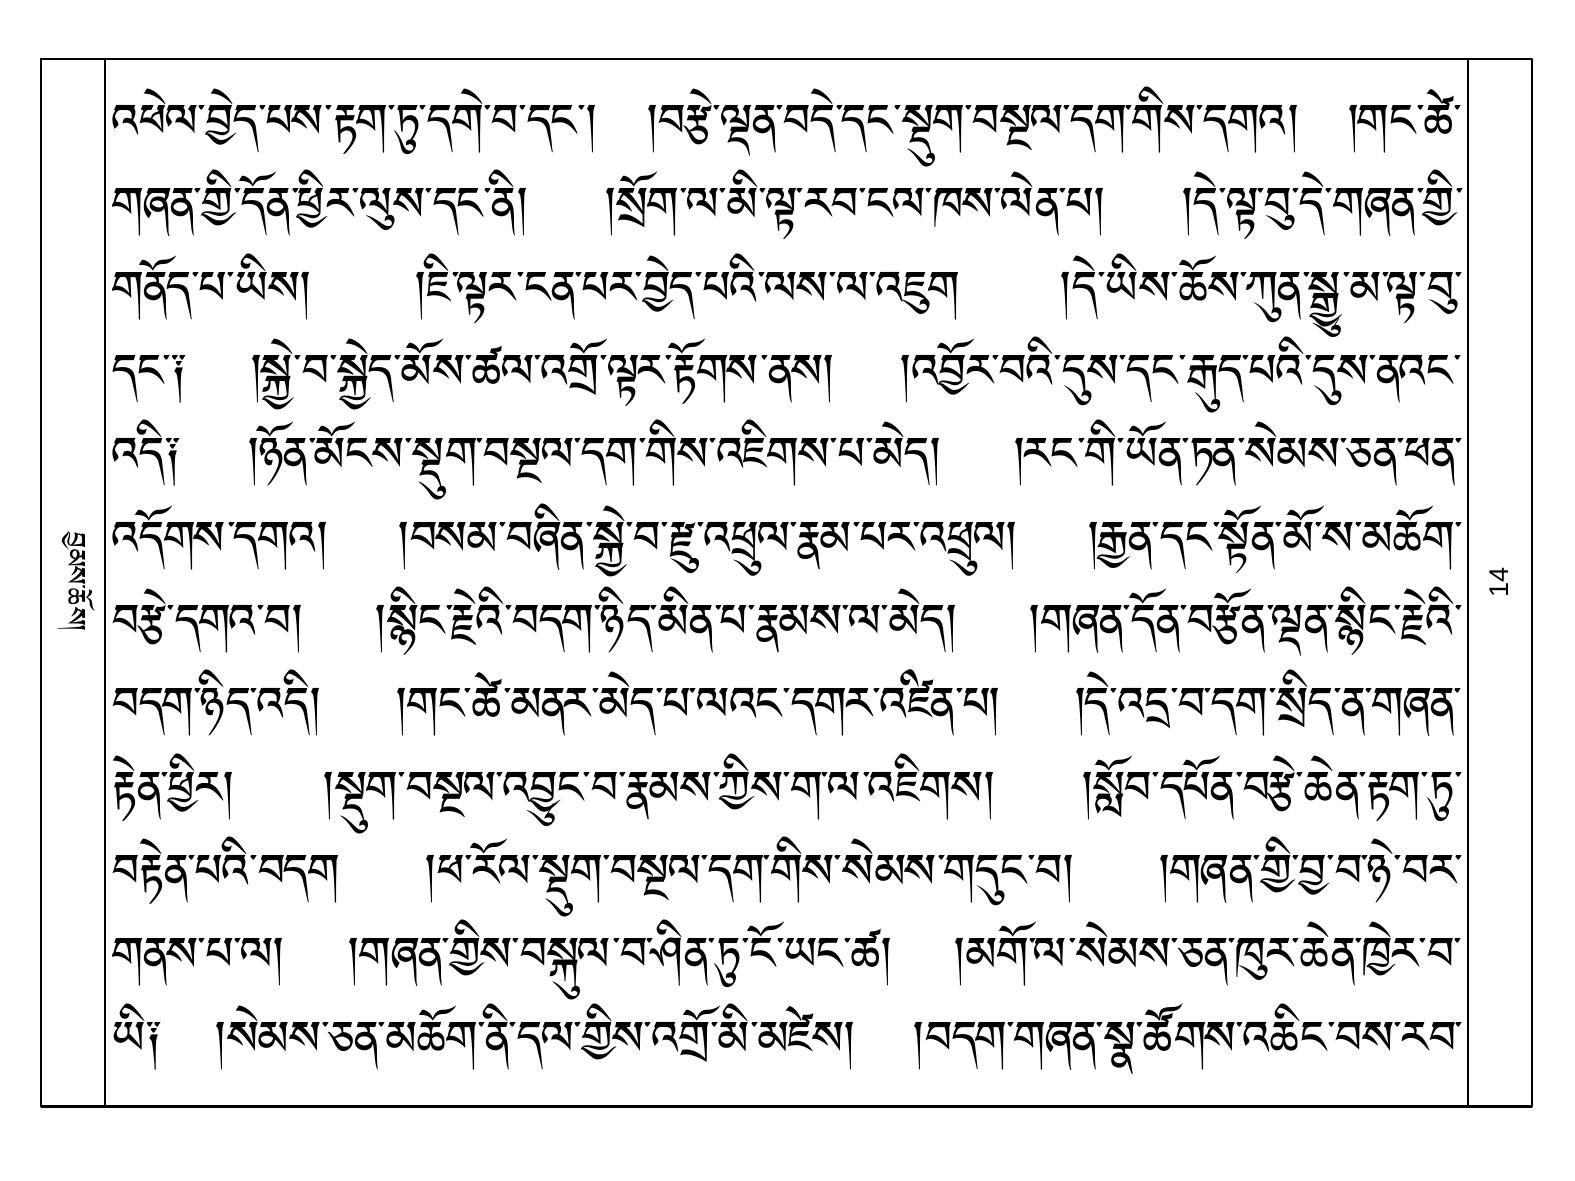 འཕེལ་བྱེད་པས་རྟག་ཏུ་དགེ་བ་དང་། །བརྩེ་ལྡན་བདེ་དང་སྡུག་བསྔལ་དག་གིས་དགའ། །གང་ཚེ་
གཞན་གྱི་དོན་ཕྱིར་ལུས་དང་ནི། །སྲོག་ལ་མི་ལྟ་རབ་ངལ་ཁས་ལེན་པ། །དེ་ལྟ་བུ་དེ་གཞན་གྱི་
གནོད་པ་ཡིས། །ཇི་ལྟར་ངན་པར་བྱེད་པའི་ལས་ལ་འཇུག །དེ་ཡིས་ཆོས་ཀུན་སྒྱུ་མ་ལྟ་བུ་
དང་༑ །སྐྱེ་བ་སྐྱེད་མོས་ཚལ་འགྲོ་ལྟར་རྟོགས་ནས། །འབྱོར་བའི་དུས་དང་རྒུད་པའི་དུས་ནའང་
འདི༑ །ཉོན་མོངས་སྡུག་བསྔལ་དག་གིས་འཇིགས་པ་མེད། །རང་གི་ཡོན་ཏན་སེམས་ཅན་ཕན་
འདོགས་དགའ། །བསམ་བཞིན་སྐྱེ་བ་རྫུ་འཕྲུལ་རྣམ་པར་འཕྲུལ། །རྒྱན་དང་སྟོན་མོ་ས་མཆོག་
བརྩེ་དགའ་བ། །སྙིང་རྗེའི་བདག་ཉིད་མིན་པ་རྣམས་ལ་མེད། །གཞན་དོན་བརྩོན་ལྡན་སྙིང་རྗེའི་
བདག་ཉིད་འདི། །གང་ཚེ་མནར་མེད་པ་ལའང་དགར་འཛིན་པ། །དེ་འདྲ་བ་དག་སྲིད་ན་གཞན་
རྟེན་ཕྱིར། །སྡུག་བསྔལ་འབྱུང་བ་རྣམས་ཀྱིས་ག་ལ་འཇིགས། །སློབ་དཔོན་བརྩེ་ཆེན་རྟག་ཏུ་
བརྟེན་པའི་བདག །ཕ་རོལ་སྡུག་བསྔལ་དག་གིས་སེམས་གདུང་བ། །གཞན་གྱི་བྱ་བ་ཉེ་བར་
གནས་པ་ལ། །གཞན་གྱིས་བསྐུལ་བ་ཤིན་ཏུ་ངོ་ཡང་ཚ། །མགོ་ལ་སེམས་ཅན་ཁུར་ཆེན་ཁྱེར་བ་
ཡི༑ །སེམས་ཅན་མཆོག་ནི་དལ་གྱིས་འགྲོ་མི་མཛེས། །བདག་གཞན་སྣ་ཚོགས་འཆིང་བས་རབ་
བྱམས་ཆོས།
14